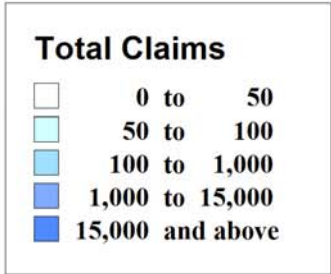 Total Claims
0 to 50
50 to 100
100 to 1,000
1,000 to 15,000
15,000 and above